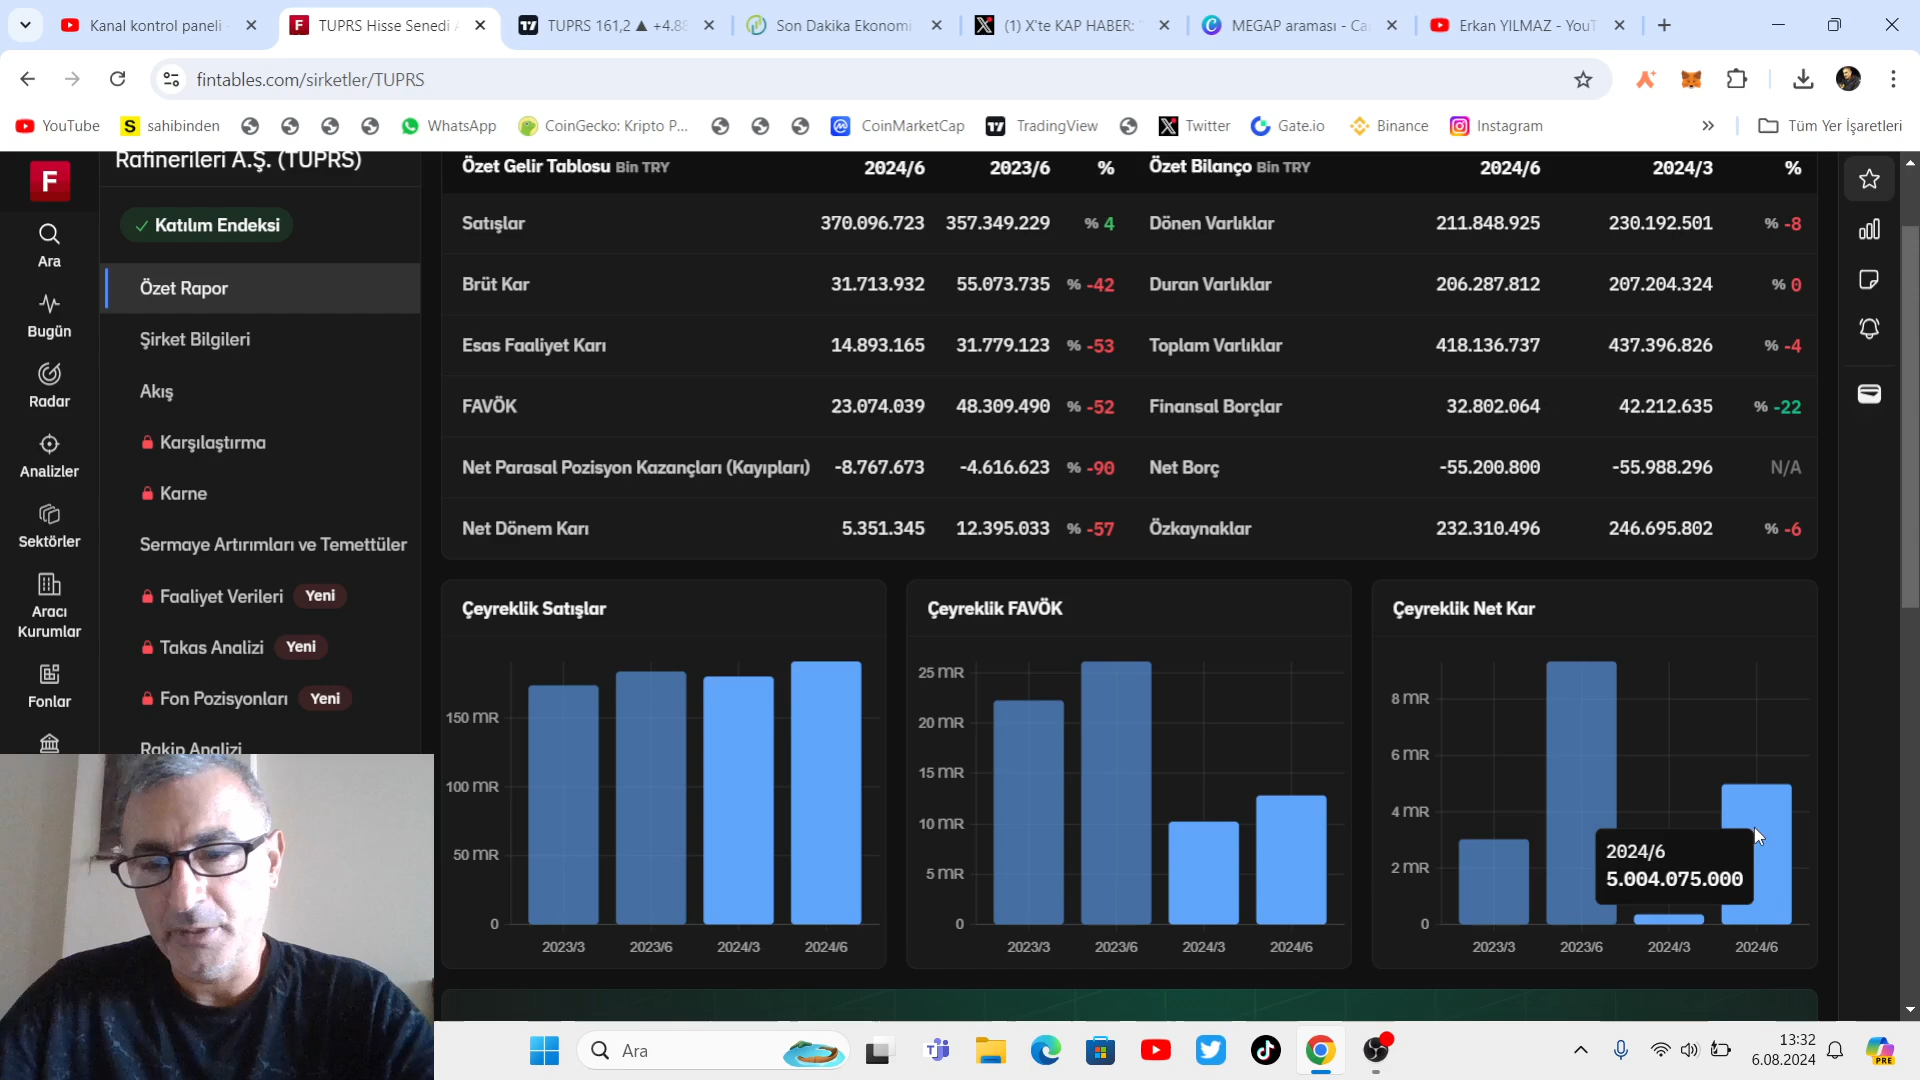 Kanal kontrol paneli -
TUPRS Hisse Senedi A
TUPRS 161,2 ▲ +4.88
Son Dakika Ekonomi
(1) X'te KAP HABER: "
MEGAP araması - Ca
Erkan YILMAZ - YouT
fintables.com/sirketler/TUPRS
YouTube
sahibinden
WhatsApp
CoinGecko: Kripto P...
CoinMarketCap
TradingView
Twitter
Gate.io
Binance
Instagram
Tüm Yer İşaretleri
F
Ara
Bugün
Radar
Analizler
Sektörler
Aracı
Kurumlar
Fonlar
Rafinerileri A.Ş. (TUPRS)
Katılım Endeksi
Özet Rapor
Şirket Bilgileri
Akış
Karşılaştırma
Karne
Sermaye Artırımları ve Temettüler
Faaliyet Verileri Yeni
Takas Analizi Yeni
Fon Pozisyonları Yeni
Rakip Analizi
Özet Gelir Tablosu Bin TRY 2024/6 2023/6 %
Satışlar 370.096.723 357.349.229 % 4
Brüt Kar 31.713.932 55.073.735 % -42
Esas Faaliyet Karı 14.893.165 31.779.123 % -53
FAVÖK 23.074.039 48.309.490 % -52
Net Parasal Pozisyon Kazançları (Kayıpları) -8.767.673 -4.616.623 % -90
Net Dönem Karı 5.351.345 12.395.033 % -57
Özet Bilanço Bin TRY 2024/6 2024/3 %
Dönen Varlıklar 211.848.925 230.192.501 % -8
Duran Varlıklar 206.287.812 207.204.324 % 0
Toplam Varlıklar 418.136.737 437.396.826 % -4
Finansal Borçlar 32.802.064 42.212.635 % -22
Net Borç -55.200.800 -55.988.296 N/A
Özkaynaklar 232.310.496 246.695.802 % -6
Çeyreklik Satışlar
150 mR
100 mR
50 mR
0
2023/3 2023/6 2024/3 2024/6
Çeyreklik FAVÖK
25 mR
20 mR
15 mR
10 mR
5 mR
0
2023/3 2023/6 2024/3 2024/6
Çeyreklik Net Kar
8 mR
6 mR
4 mR
2 mR
0
2024/6
5.004.075.000
2023/3 2023/6 2024/3 2024/6
Ara
13:32
6.08.2024
PRE